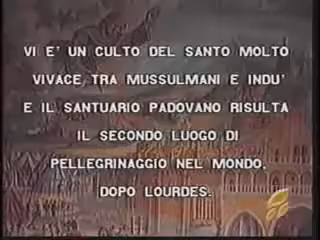 VI E' UN CULTO DEL SANTO MOLTO
VIVACE TRA MUSSULMANI E INDU'
E IL SANTUARIO PADOVANO RISULTA
IL SECONDO LUOGO DI
PELLEGRINAGGIO NEL MONDO,
DOPO LOURDES.